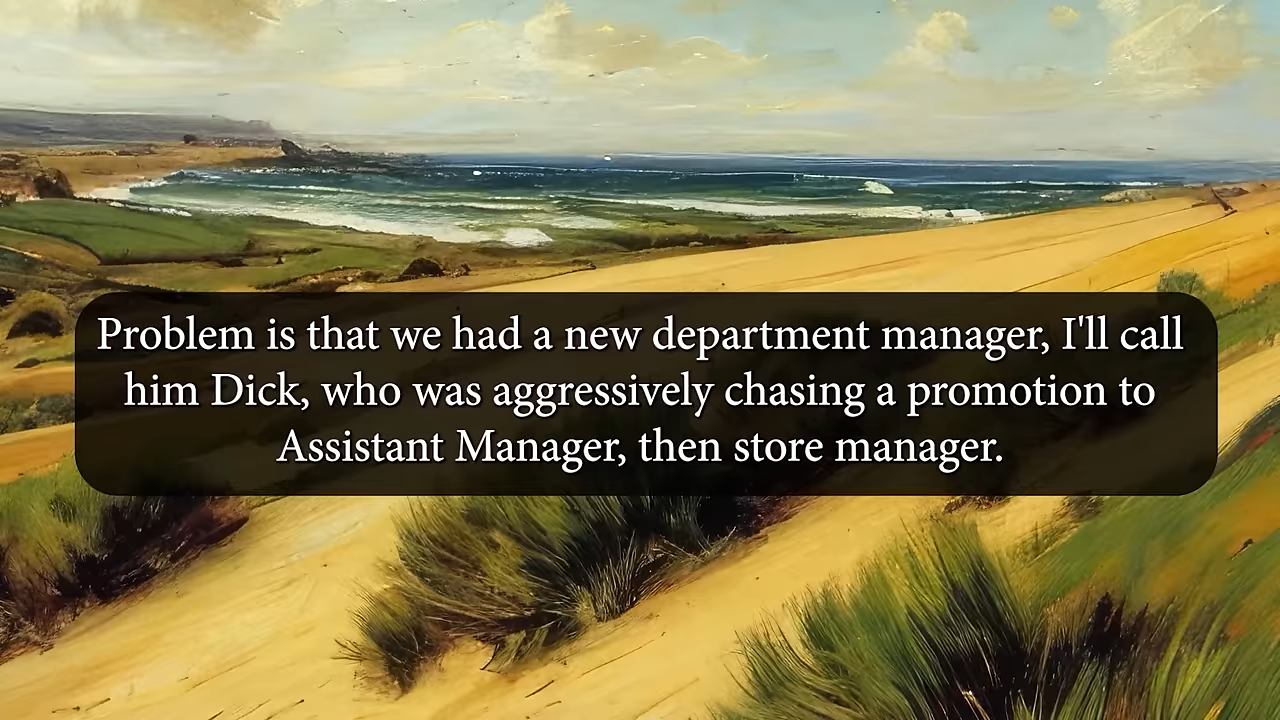 Problem is that we had a new department manager, I'll call
him Dick, who was aggressively chasing a promotion to
Assistant Manager, then store manager.